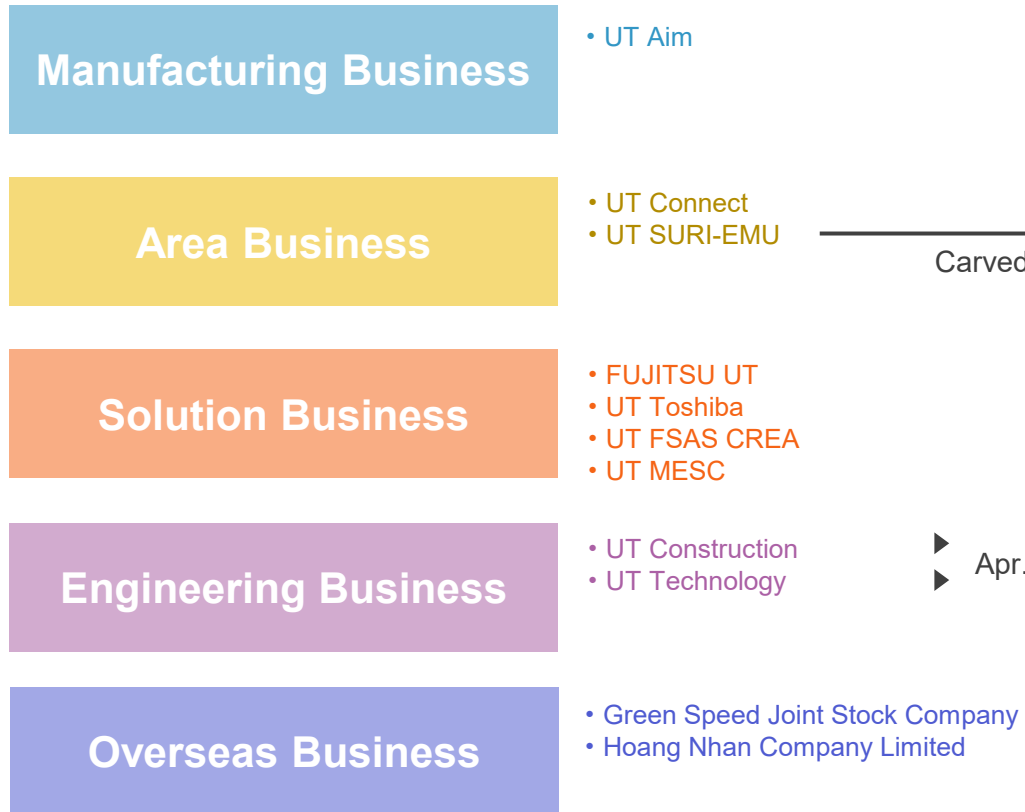 Manufacturing Business
• UT Aim
Area Business
• UT Connect
• UT SURI-EMU
Carved
Solution Business
• FUJITSU UT
• UT Toshiba
• UT FSAS CREA
• UT MESC
Engineering Business
• UT Construction
• UT Technology
Apr.
Overseas Business
• Green Speed Joint Stock Company
• Hoang Nhan Company Limited